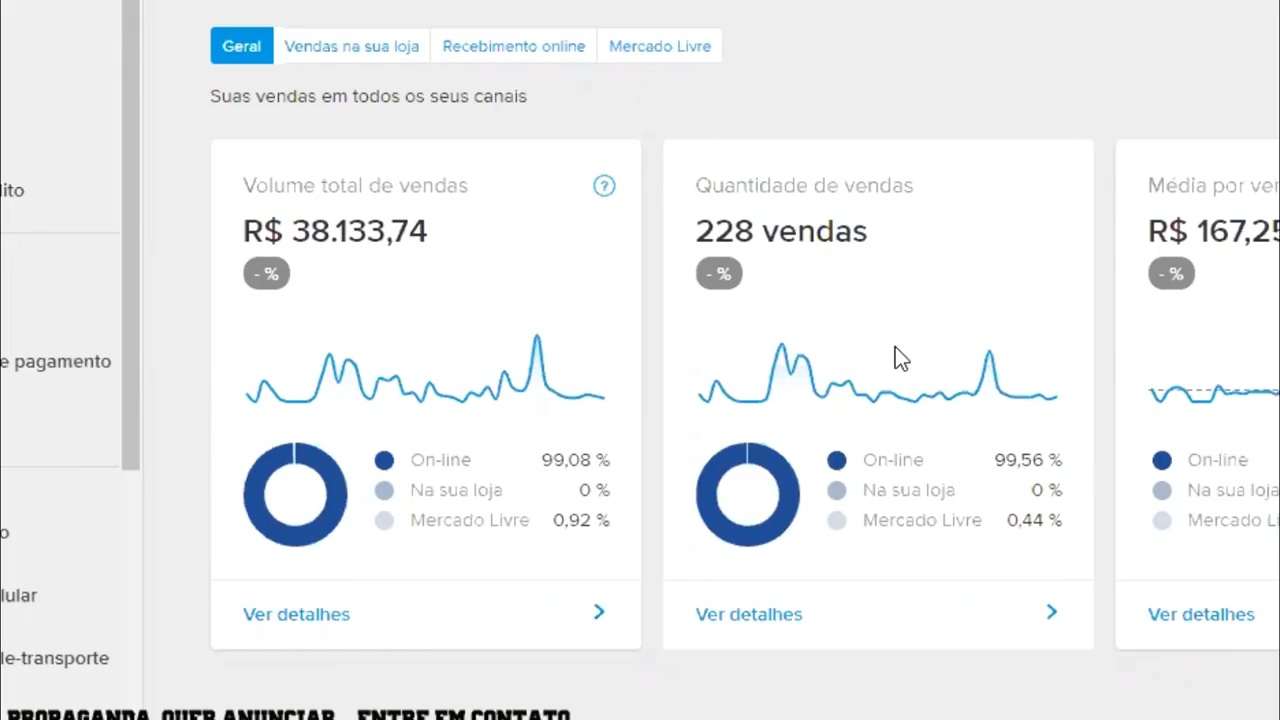 Geral Vendas na sua loja Recebimento online Mercado Livre
Suas vendas em todos os seus canais
Volume total de vendas ?
R$ 38.133,74
- %
On-line 99,08 %
Na sua loja 0 %
Mercado Livre 0,92 %
Ver detalhes
Quantidade de vendas
228 vendas
- %
On-line 99,56 %
Na sua loja 0 %
Mercado Livre 0,44 %
Ver detalhes
Média por ver
R$ 167,25
- %
On-line
Na sua loja
Mercado L
Ver detalhes
ito
e pagamento
o
lular
le-transporte
PROPAGANDA, QUER ANUNCIAR ENTRE EM CONTATO